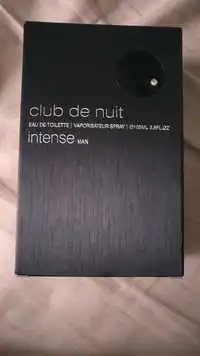 club de nuit
EAU DE TOILETTE | VAPORISATEUR SPRAY | ℮105ML 3.6FL.OZ
intense MAN